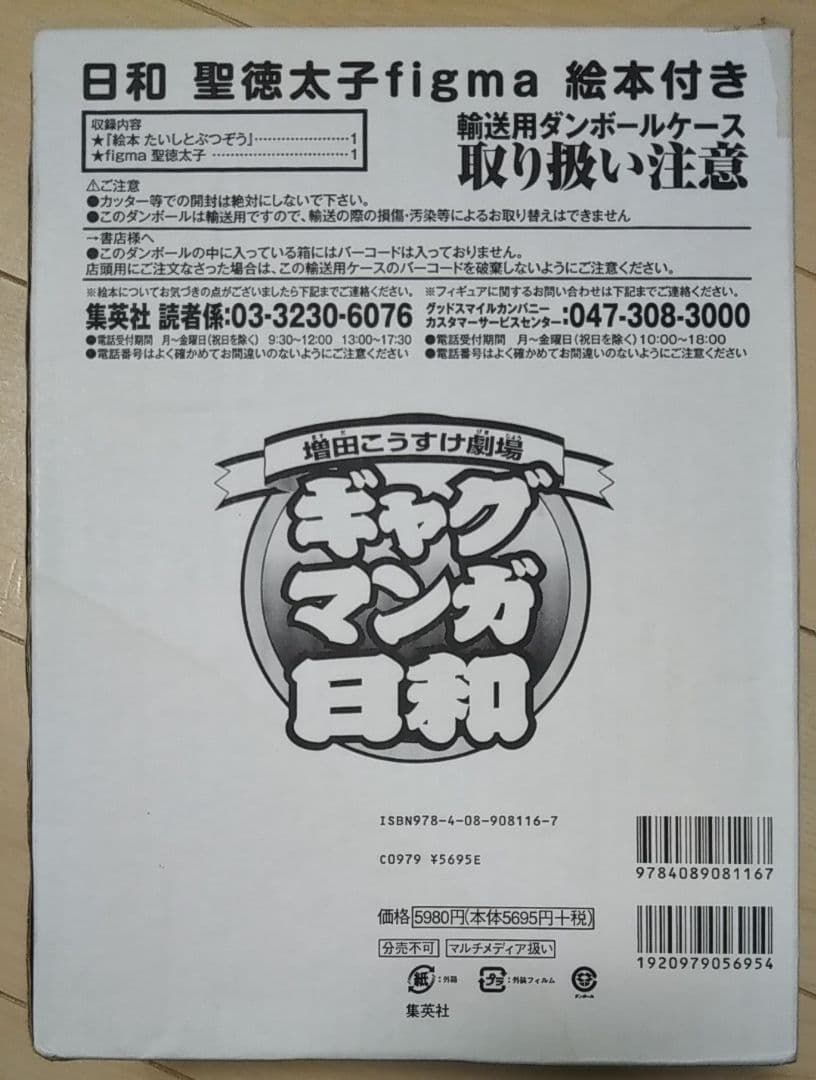 日和 聖徳太子figma 絵本付き
収録内容
★『絵本 たいしとぶつぞう』…………………1
★figma 聖徳太子 …………………………1
輸送用ダンボールケース
取り扱い注意
⚠ご注意
●カッター等での開封は絶対にしないで下さい。
●このダンボールは輸送用ですので、輸送の際の損傷・汚染等によるお取り替えはできません
→書店様へ
●このダンボールの中に入っている箱にはバーコードは入っておりません。
店頭用にご注文なさった場合は、この輸送用ケースのバーコードを破棄しないようにご注意ください。
※絵本についてお気づきの点がございましたら下記までご連絡ください。
集英社 読者係:03-3230-6076
●電話受付期間 月〜金曜日(祝日を除く) 9:30〜12:00 13:00〜17:30
●電話番号はよく確かめてお間違いのないようにご注意ください
※フィギュアに関するお問い合わせは下記までご連絡ください。
グッドスマイルカンパニー
カスタマーサービスセンター:047-308-3000
●電話受付期間 月〜金曜日(祝日を除く)10:00〜18:00
●電話番号はよく確かめてお間違いのないようにご注意ください
増田こうすけ劇場
ギャグ
マンガ
日和
ISBN978-4-08-908116-7
C0979 ¥5695E
9784089081167
価格 5980円(本体5695円+税)
分売不可 マルチメディア扱い
1920979056954
紙:外箱 プラ:外装フィルム ダンボール
集英社